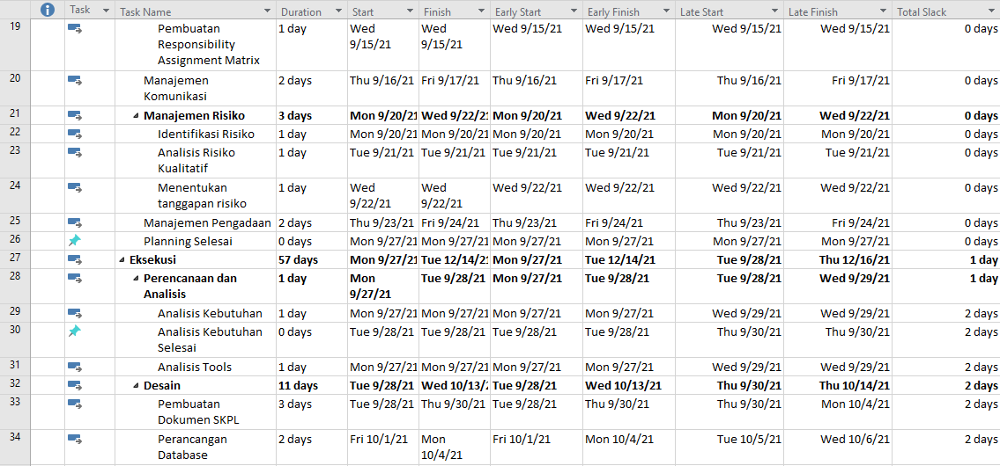 Task Task Name Duration Start Finish Early Start Early Finish Late Start Late Finish Total Slack
19 Pembuatan 1 day Wed Wed Wed 9/15/21 Wed 9/15/21 Wed 9/15/21 Wed 9/15/21 0 days
Responsibility 9/15/21 9/15/21
Assignment Matrix
20 Manajemen 2 days Thu 9/16/21 Fri 9/17/21 Thu 9/16/21 Fri 9/17/21 Thu 9/16/21 Fri 9/17/21 0 days
Komunikasi
21 Manajemen Risiko 3 days Mon 9/20/21 Wed 9/22/21 Mon 9/20/21 Wed 9/22/21 Mon 9/20/21 Wed 9/22/21 0 days
22 Identifikasi Risiko 1 day Mon 9/20/21 Mon 9/20/21 Mon 9/20/21 Mon 9/20/21 Mon 9/20/21 Mon 9/20/21 0 days
23 Analisis Risiko 1 day Tue 9/21/21 Tue 9/21/21 Tue 9/21/21 Tue 9/21/21 Tue 9/21/21 Tue 9/21/21 0 days
Kualitatif
24 Menentukan 1 day Wed Wed Wed 9/22/21 Wed 9/22/21 Wed 9/22/21 Wed 9/22/21 0 days
tanggapan risiko 9/22/21 9/22/21
25 Manajemen Pengadaan 2 days Thu 9/23/21 Fri 9/24/21 Thu 9/23/21 Fri 9/24/21 Thu 9/23/21 Fri 9/24/21 0 days
26 Planning Selesai 0 days Mon 9/27/21 Mon 9/27/21 Mon 9/27/21 Mon 9/27/21 Mon 9/27/21 Mon 9/27/21 0 days
27 Eksekusi 57 days Mon 9/27/21 Tue 12/14/21 Mon 9/27/21 Tue 12/14/21 Tue 9/28/21 Thu 12/16/21 1 day
28 Perencanaan dan 1 day Mon Tue 9/28/21 Mon 9/27/21 Tue 9/28/21 Tue 9/28/21 Wed 9/29/21 1 day
Analisis 9/27/21
29 Analisis Kebutuhan 1 day Mon 9/27/21 Mon 9/27/21 Mon 9/27/21 Mon 9/27/21 Wed 9/29/21 Wed 9/29/21 2 days
30 Analisis Kebutuhan 0 days Tue 9/28/21 Tue 9/28/21 Tue 9/28/21 Tue 9/28/21 Thu 9/30/21 Thu 9/30/21 2 days
Selesai
31 Analisis Tools 1 day Mon 9/27/21 Mon 9/27/21 Mon 9/27/21 Mon 9/27/21 Wed 9/29/21 Wed 9/29/21 2 days
32 Desain 11 days Tue 9/28/21 Wed 10/13/2 Tue 9/28/21 Wed 10/13/21 Thu 9/30/21 Thu 10/14/21 2 days
33 Pembuatan 3 days Tue 9/28/21 Thu 9/30/21 Tue 9/28/21 Thu 9/30/21 Thu 9/30/21 Mon 10/4/21 2 days
Dokumen SKPL
34 Perancangan 2 days Fri 10/1/21 Mon Fri 10/1/21 Mon 10/4/21 Tue 10/5/21 Wed 10/6/21 2 days
Database 10/4/21